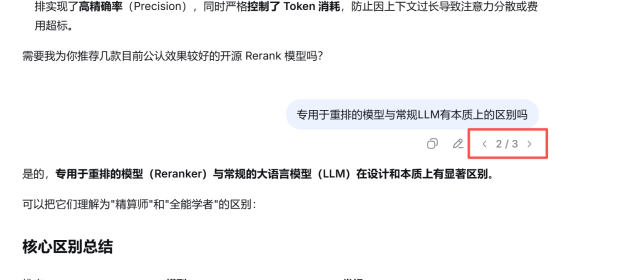 排实现了高精确率（Precision），同时严格控制了 Token 消耗，防止因上下文过长导致注意力分散或费
用超标。
需要我为你推荐几款目前公认效果较好的开源 Rerank 模型吗？
专用于重排的模型与常规LLM有本质上的区别吗
2 / 3
是的，专用于重排的模型（Reranker）与常规的大语言模型（LLM）在设计和本质上有显著区别。
可以把它们理解为"精算师"和"全能学者"的区别：
核心区别总结